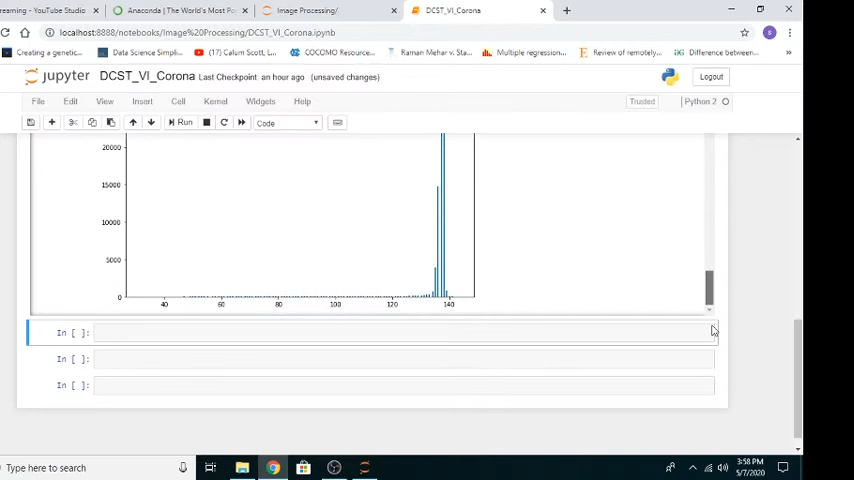 reaming - YouTube Studio
Anaconda | The World's Most Po
Image Processing/
DCST_VI_Corona
localhost:8888/notebooks/Image%20Processing/DCST_VI_Corona.ipynb
Creating a genetic...
Data Science Simpli...
(17) Calum Scott, L...
COCOMO Resource...
Raman Mehar v. Sta...
Multiple regression...
Review of remotely...
Difference between...
jupyter DCST_VI_Corona Last Checkpoint: an hour ago (unsaved changes)
Logout
File Edit View Insert Cell Kernel Widgets Help
Trusted
Python 2
Run
Code
20000
15000
10000
5000
0
40 60 80 100 120 140
In [ ]:
In [ ]:
In [ ]:
Type here to search
3:58 PM
5/7/2020